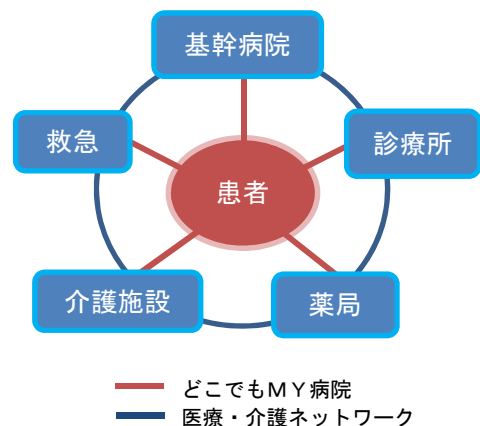 基幹病院
救急
診療所
患者
介護施設
薬局
どこでもMY病院
医療・介護ネットワーク